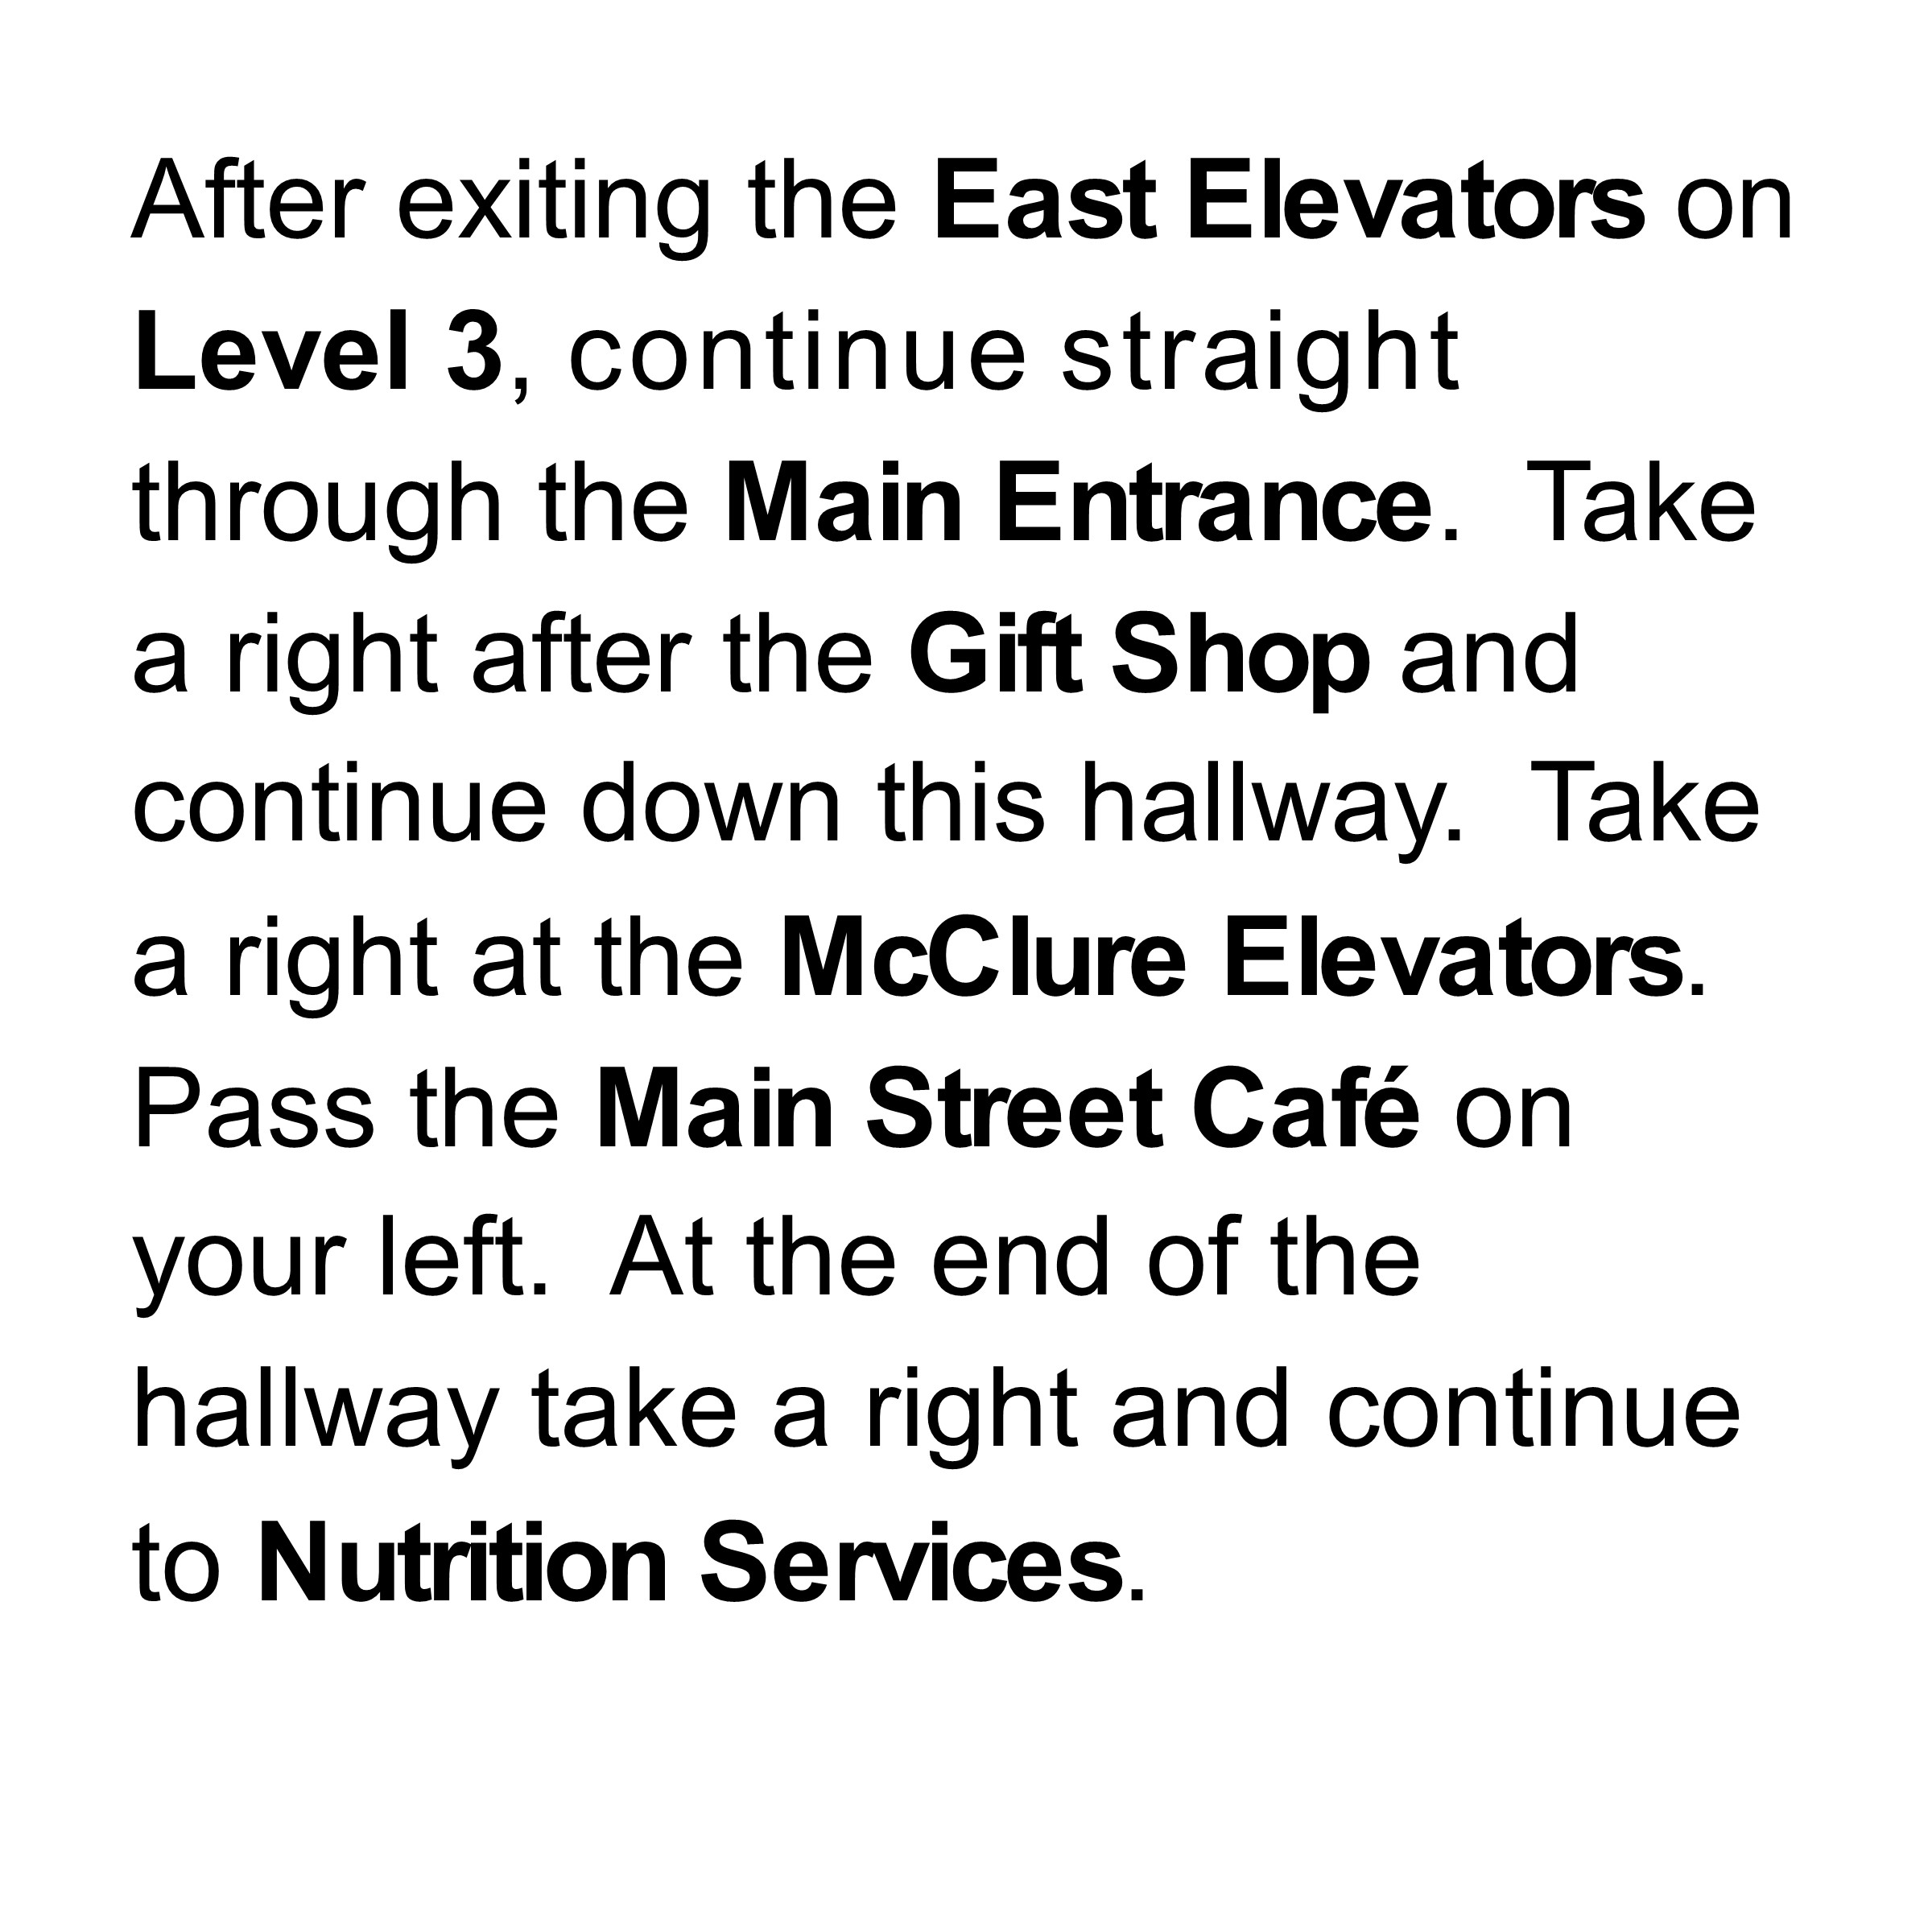 After exiting the East Elevators on
Level 3, continue straight
through the Main Entrance.  Take
a right after the Gift Shop and
continue down this hallway.  Take
a right at the McClure Elevators.
Pass the Main Street Café on
your left.  At the end of the
hallway take a right and continue
to Nutrition Services.